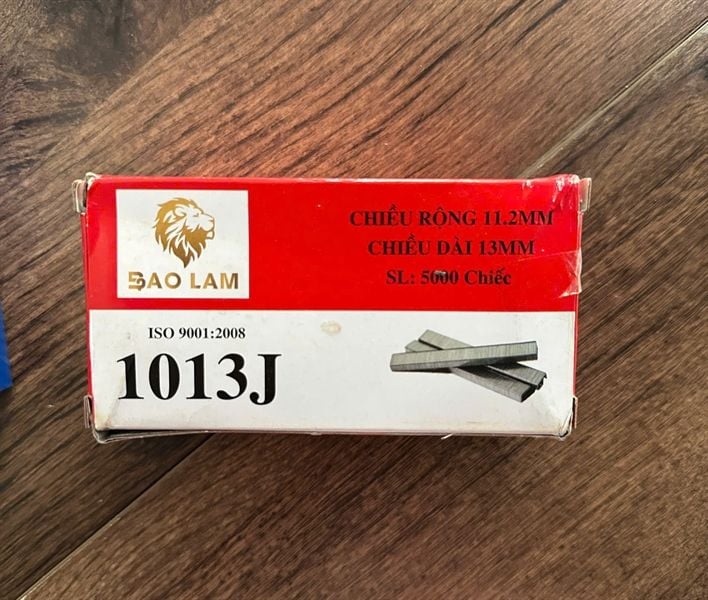 BAO LAM
CHIỀU RỘNG 11.2MM
CHIỀU DÀI 13MM
SL: 5000 Chiếc
ISO 9001:2008
1013J